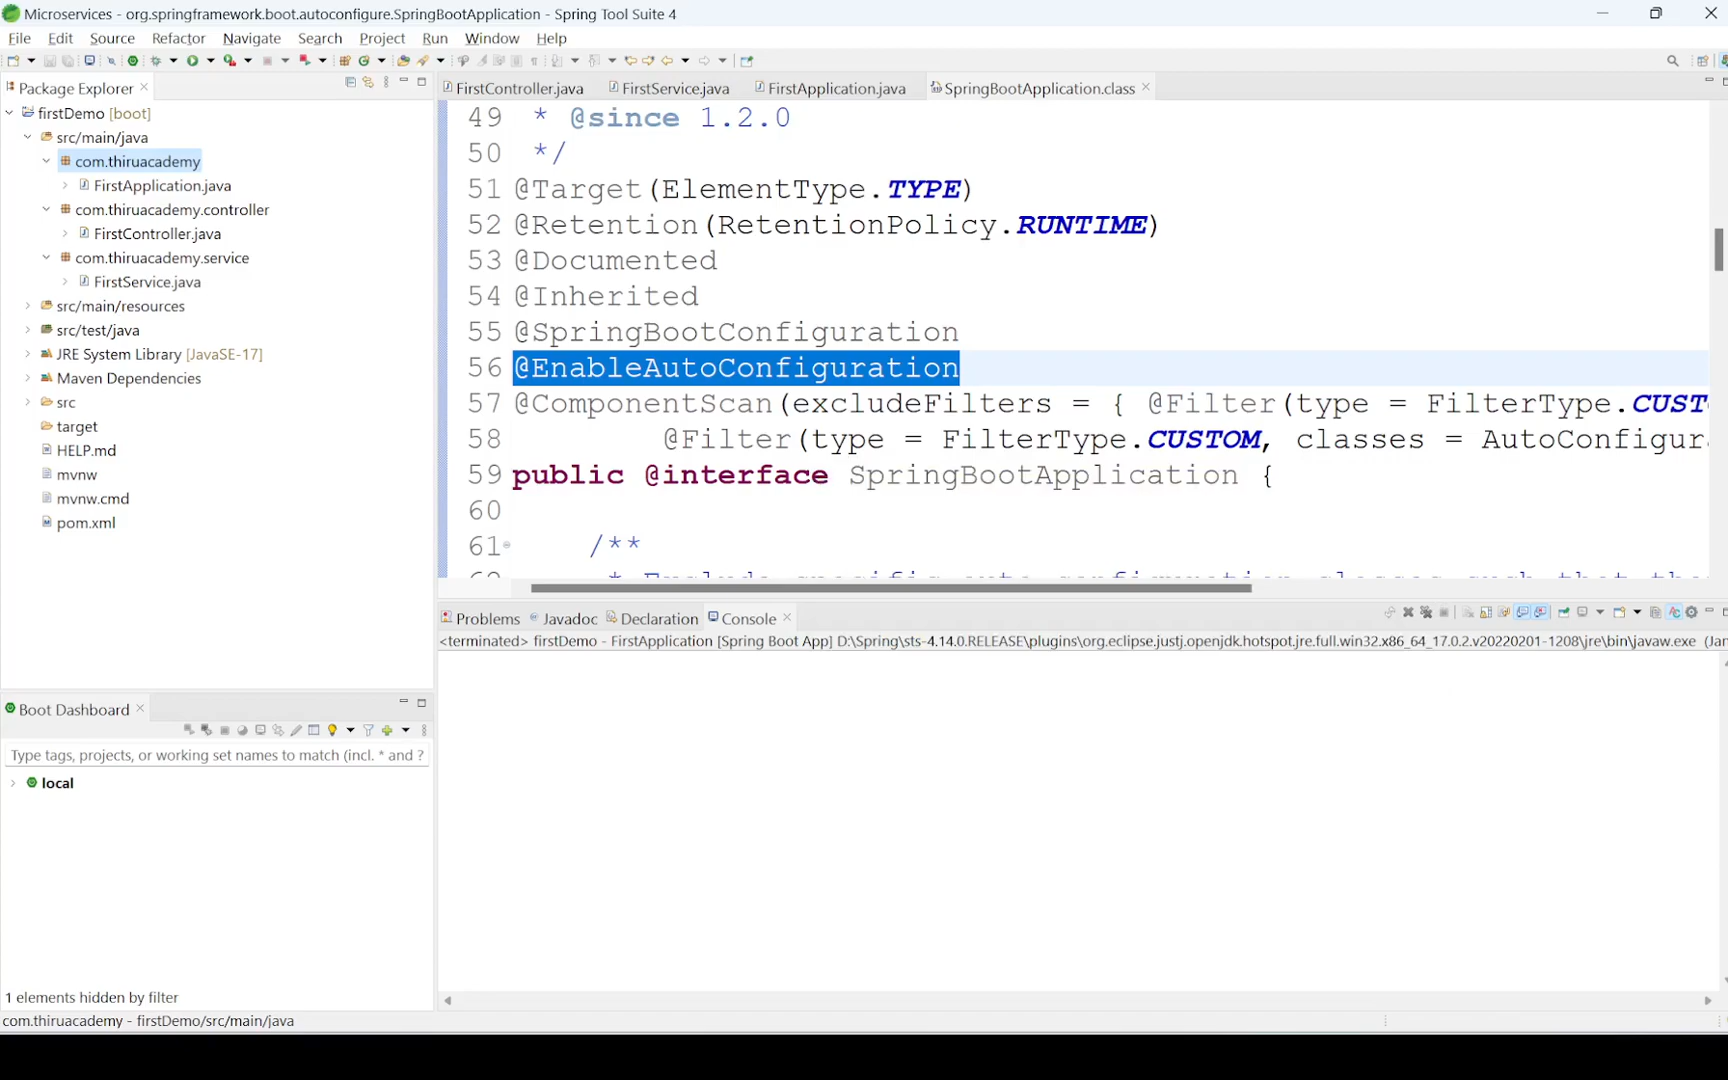 Microservices - org.springframework.boot.autoconfigure.SpringBootApplication - Spring Tool Suite 4
File Edit Source Refactor Navigate Search Project Run Window Help
Package Explorer
firstDemo [boot]
src/main/java
com.thiruacademy
FirstApplication.java
com.thiruacademy.controller
FirstController.java
com.thiruacademy.service
FirstService.java
src/main/resources
src/test/java
JRE System Library [JavaSE-17]
Maven Dependencies
src
target
HELP.md
mvnw
mvnw.cmd
pom.xml
FirstController.java FirstService.java FirstApplication.java SpringBootApplication.class
49 * @since 1.2.0
50 */
51 @Target(ElementType.TYPE)
52 @Retention(RetentionPolicy.RUNTIME)
53 @Documented
54 @Inherited
55 @SpringBootConfiguration
56 @EnableAutoConfiguration
57 @ComponentScan(excludeFilters = { @Filter(type = FilterType.CUST
58 @Filter(type = FilterType.CUSTOM, classes = AutoConfigur
59 public @interface SpringBootApplication {
60
61 /**
Problems Javadoc Declaration Console
<terminated> firstDemo - FirstApplication [Spring Boot App] D:\Spring\sts-4.14.0.RELEASE\plugins\org.eclipse.justj.openjdk.hotspot.jre.full.win32.x86_64_17.0.2.v20220201-1208\jre\bin\javaw.exe (Jan
Boot Dashboard
Type tags, projects, or working set names to match (incl. * and ?
local
1 elements hidden by filter
com.thiruacademy - firstDemo/src/main/java